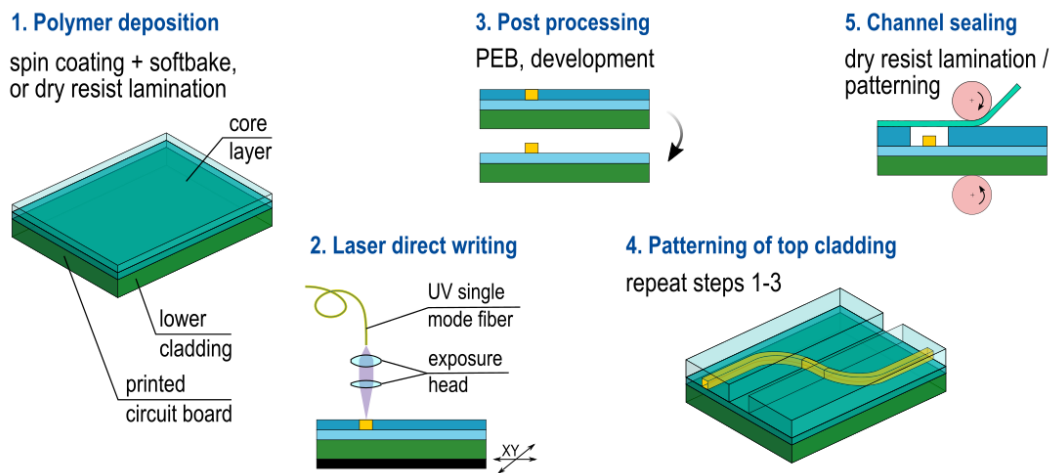 1. Polymer deposition
spin coating + softbake,
or dry resist lamination
core
layer
lower
cladding
printed
circuit board
2. Laser direct writing
UV single
mode fiber
exposure
head
XY
3. Post processing
PEB, development
4. Patterning of top cladding
repeat steps 1-3
5. Channel sealing
dry resist lamination /
patterning